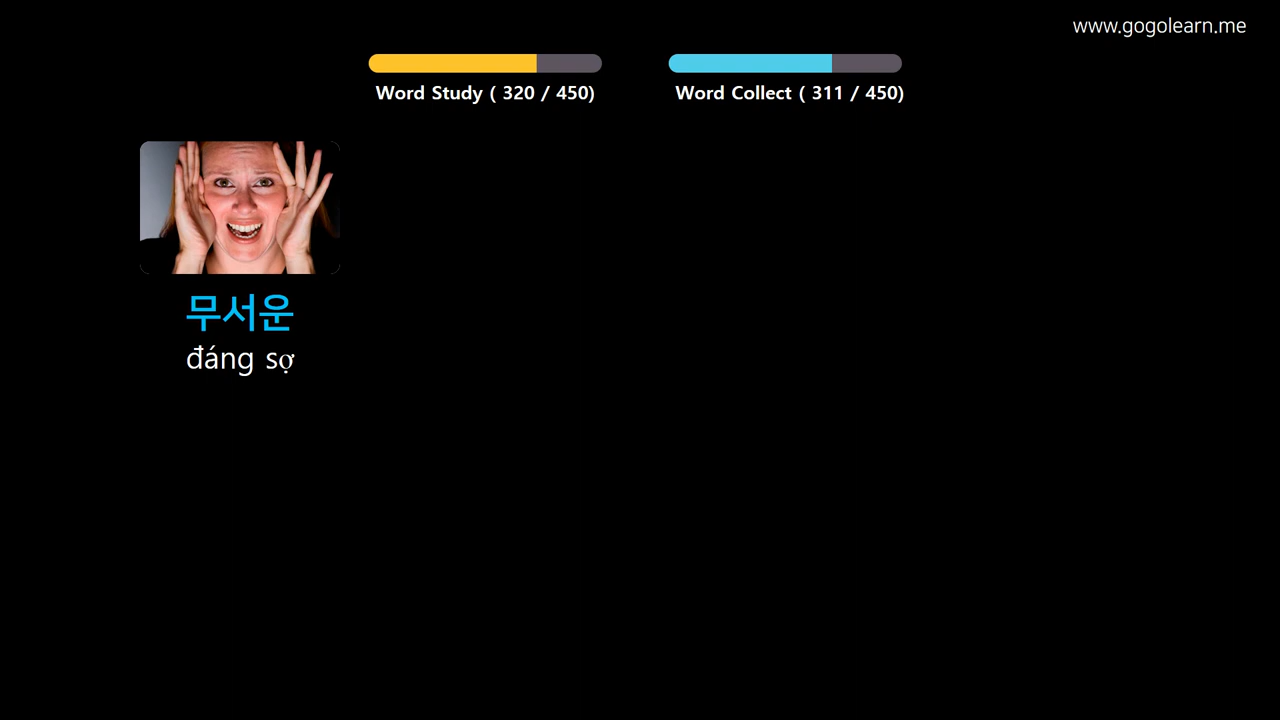 www.gogolearn.me
Word Study ( 320 / 450)
Word Collect ( 311 / 450)
무서운
đáng sợ